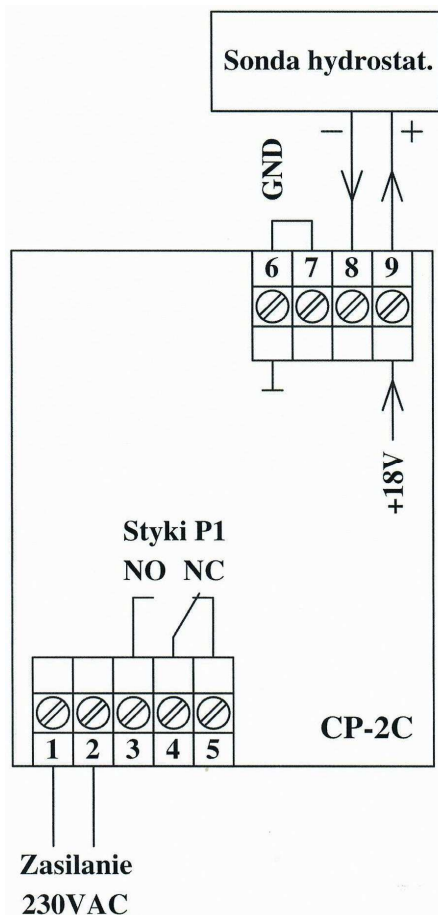 Sonda hydrostat.
– +
GND
6 7 8 9
+18V
Styki P1
NO NC
1 2 3 4 5
CP-2C
Zasilanie
230VAC